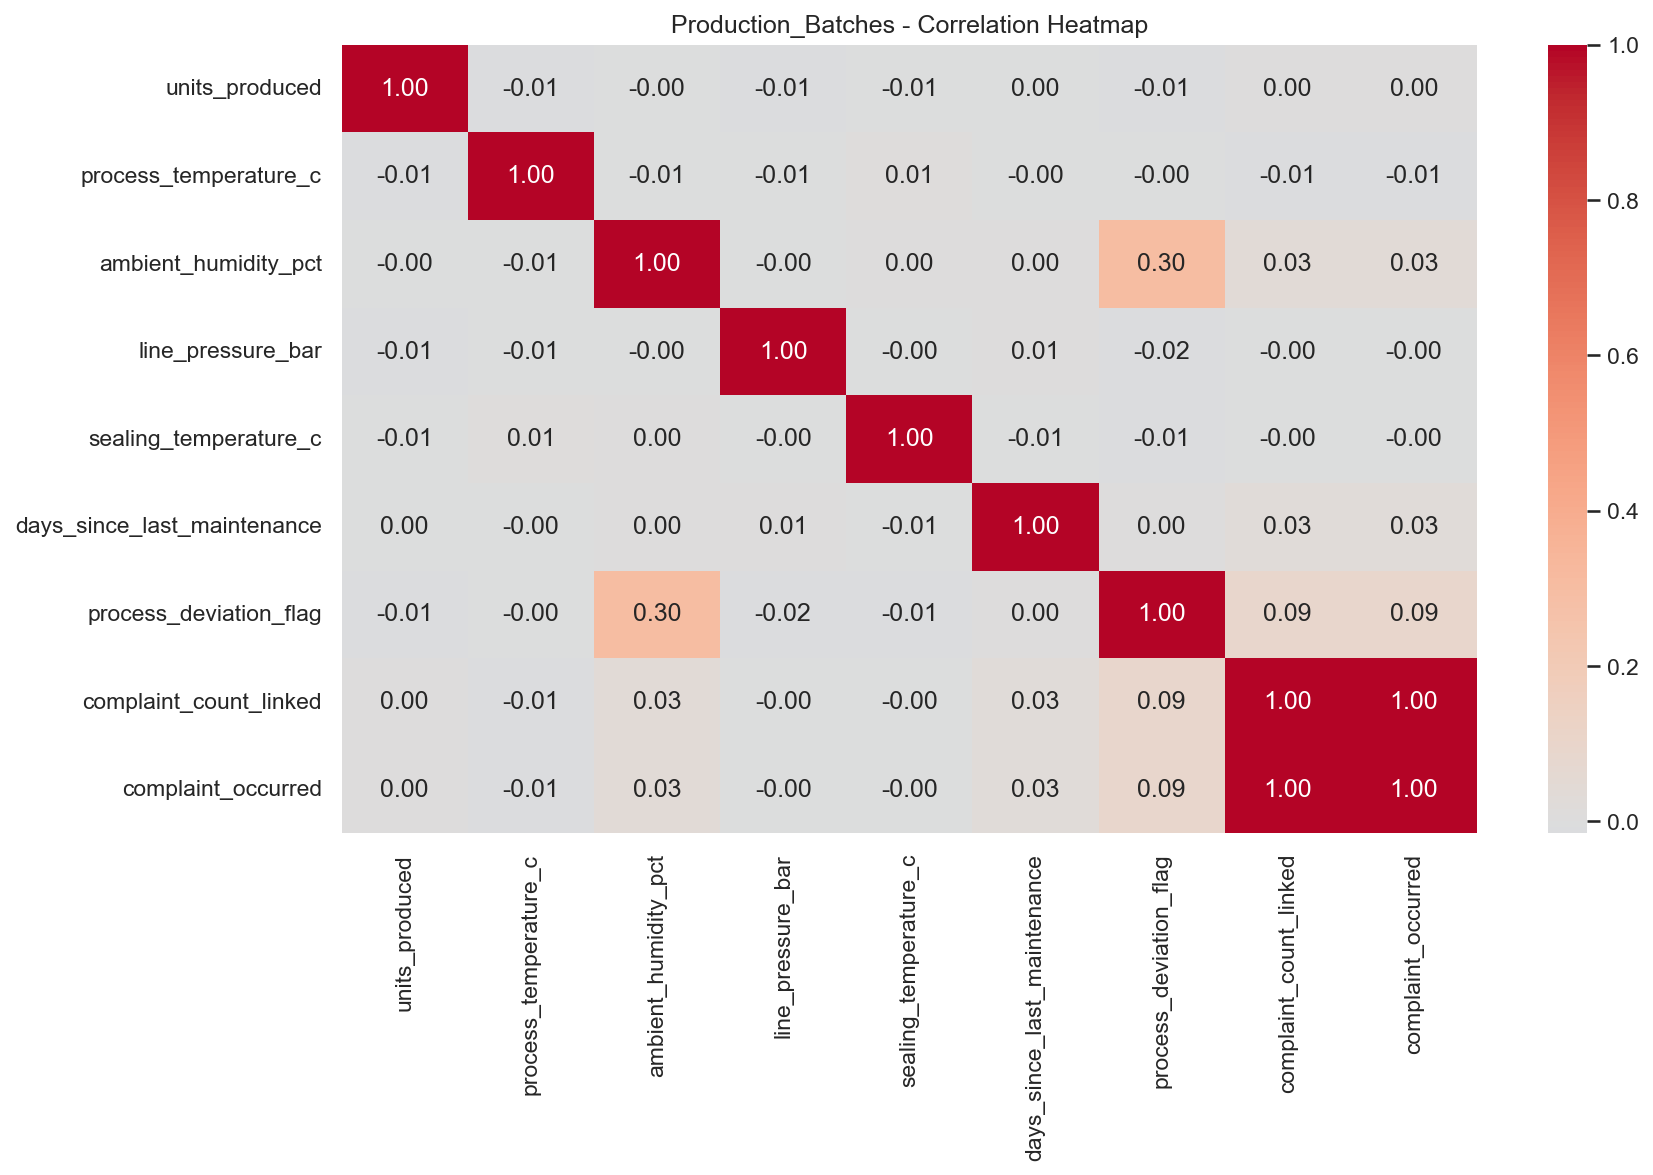 Production_Batches - Correlation Heatmap
units_produced 1.00 -0.01 -0.00 -0.01 -0.01 0.00 -0.01 0.00 0.00
process_temperature_c -0.01 1.00 -0.01 -0.01 0.01 -0.00 -0.00 -0.01 -0.01
ambient_humidity_pct -0.00 -0.01 1.00 -0.00 0.00 0.00 0.30 0.03 0.03
line_pressure_bar -0.01 -0.01 -0.00 1.00 -0.00 0.01 -0.02 -0.00 -0.00
sealing_temperature_c -0.01 0.01 0.00 -0.00 1.00 -0.01 -0.01 -0.00 -0.00
days_since_last_maintenance 0.00 -0.00 0.00 0.01 -0.01 1.00 0.00 0.03 0.03
process_deviation_flag -0.01 -0.00 0.30 -0.02 -0.01 0.00 1.00 0.09 0.09
complaint_count_linked 0.00 -0.01 0.03 -0.00 -0.00 0.03 0.09 1.00 1.00
complaint_occurred 0.00 -0.01 0.03 -0.00 -0.00 0.03 0.09 1.00 1.00
units_produced
process_temperature_c
ambient_humidity_pct
line_pressure_bar
sealing_temperature_c
days_since_last_maintenance
process_deviation_flag
complaint_count_linked
complaint_occurred
1.0
0.8
0.6
0.4
0.2
0.0